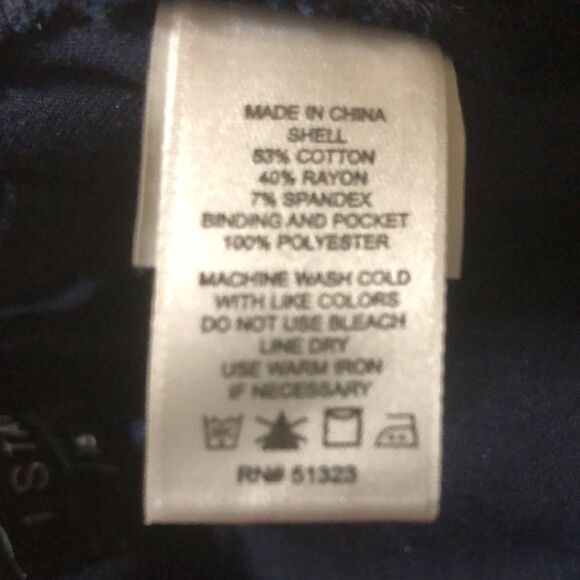 MADE IN CHINA
SHELL
53% COTTON
40% RAYON
7% SPANDEX
BINDING AND POCKET
100% POLYESTER
MACHINE WASH COLD
WITH LIKE COLORS
DO NOT USE BLEACH
LINE DRY
USE WARM IRON
IF NECESSARY
RN# 51323